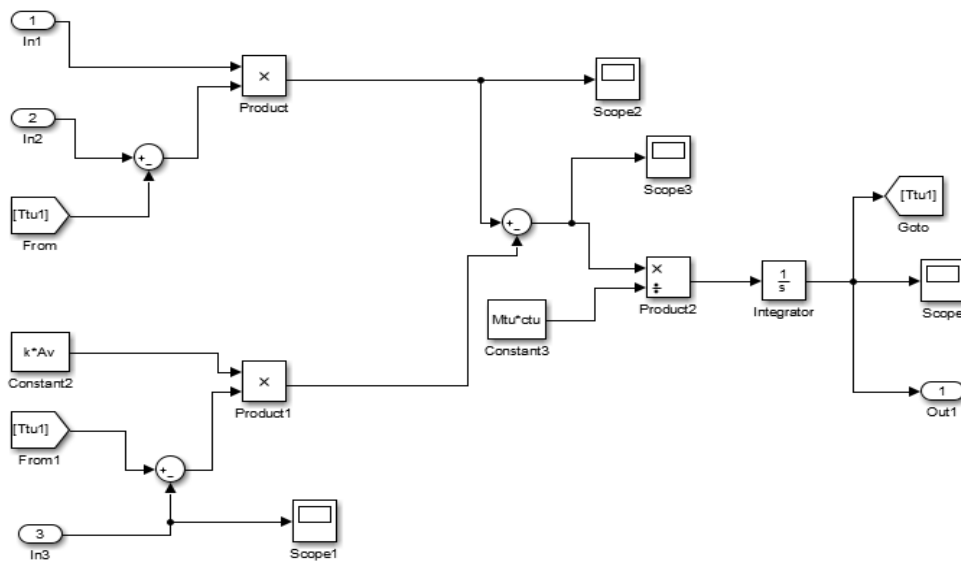 1
In1
×
Product
2
In2
+
−
[Ttu1]
From
Scope2
Scope3
+
−
[Ttu1]
Goto
×
÷
Product2
1
s
Integrator
Scope
Mtu*ctu
Constant3
k*Av
Constant2
×
Product1
1
Out1
[Ttu1]
From1
+
−
3
In3
Scope1